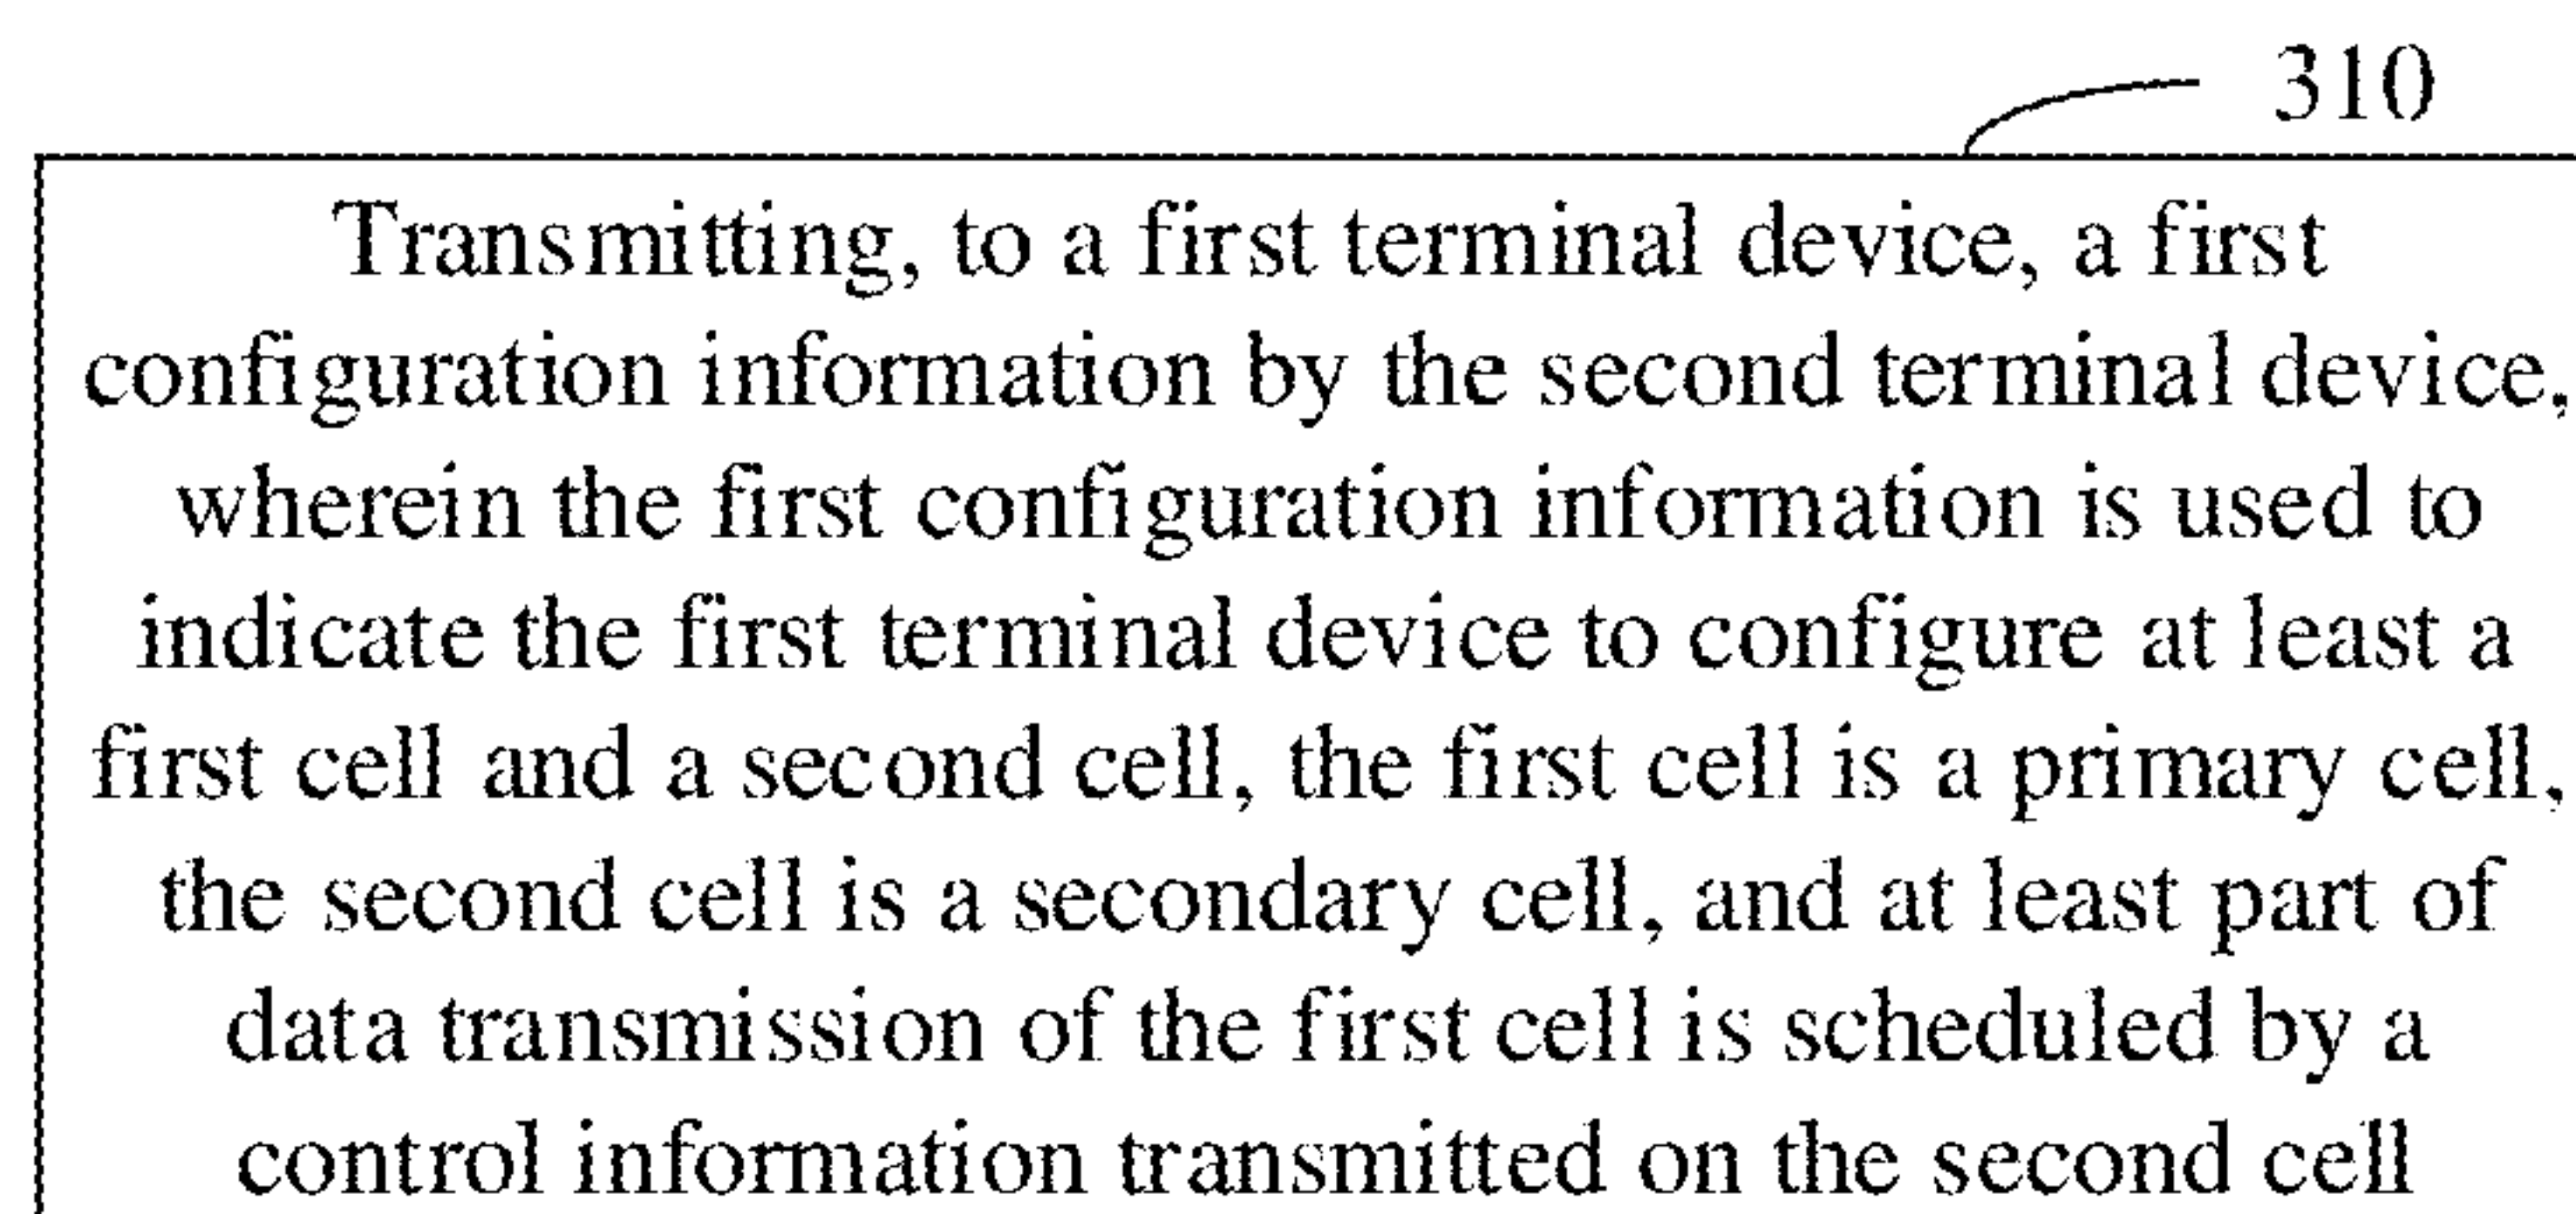 310
Transmitting, to a first terminal device, a first
configuration information by the second terminal device,
wherein the first configuration information is used to
indicate the first terminal device to configure at least a
first cell and a second cell, the first cell is a primary cell,
the second cell is a secondary cell, and at least part of
data transmission of the first cell is scheduled by a
control information transmitted on the second cell